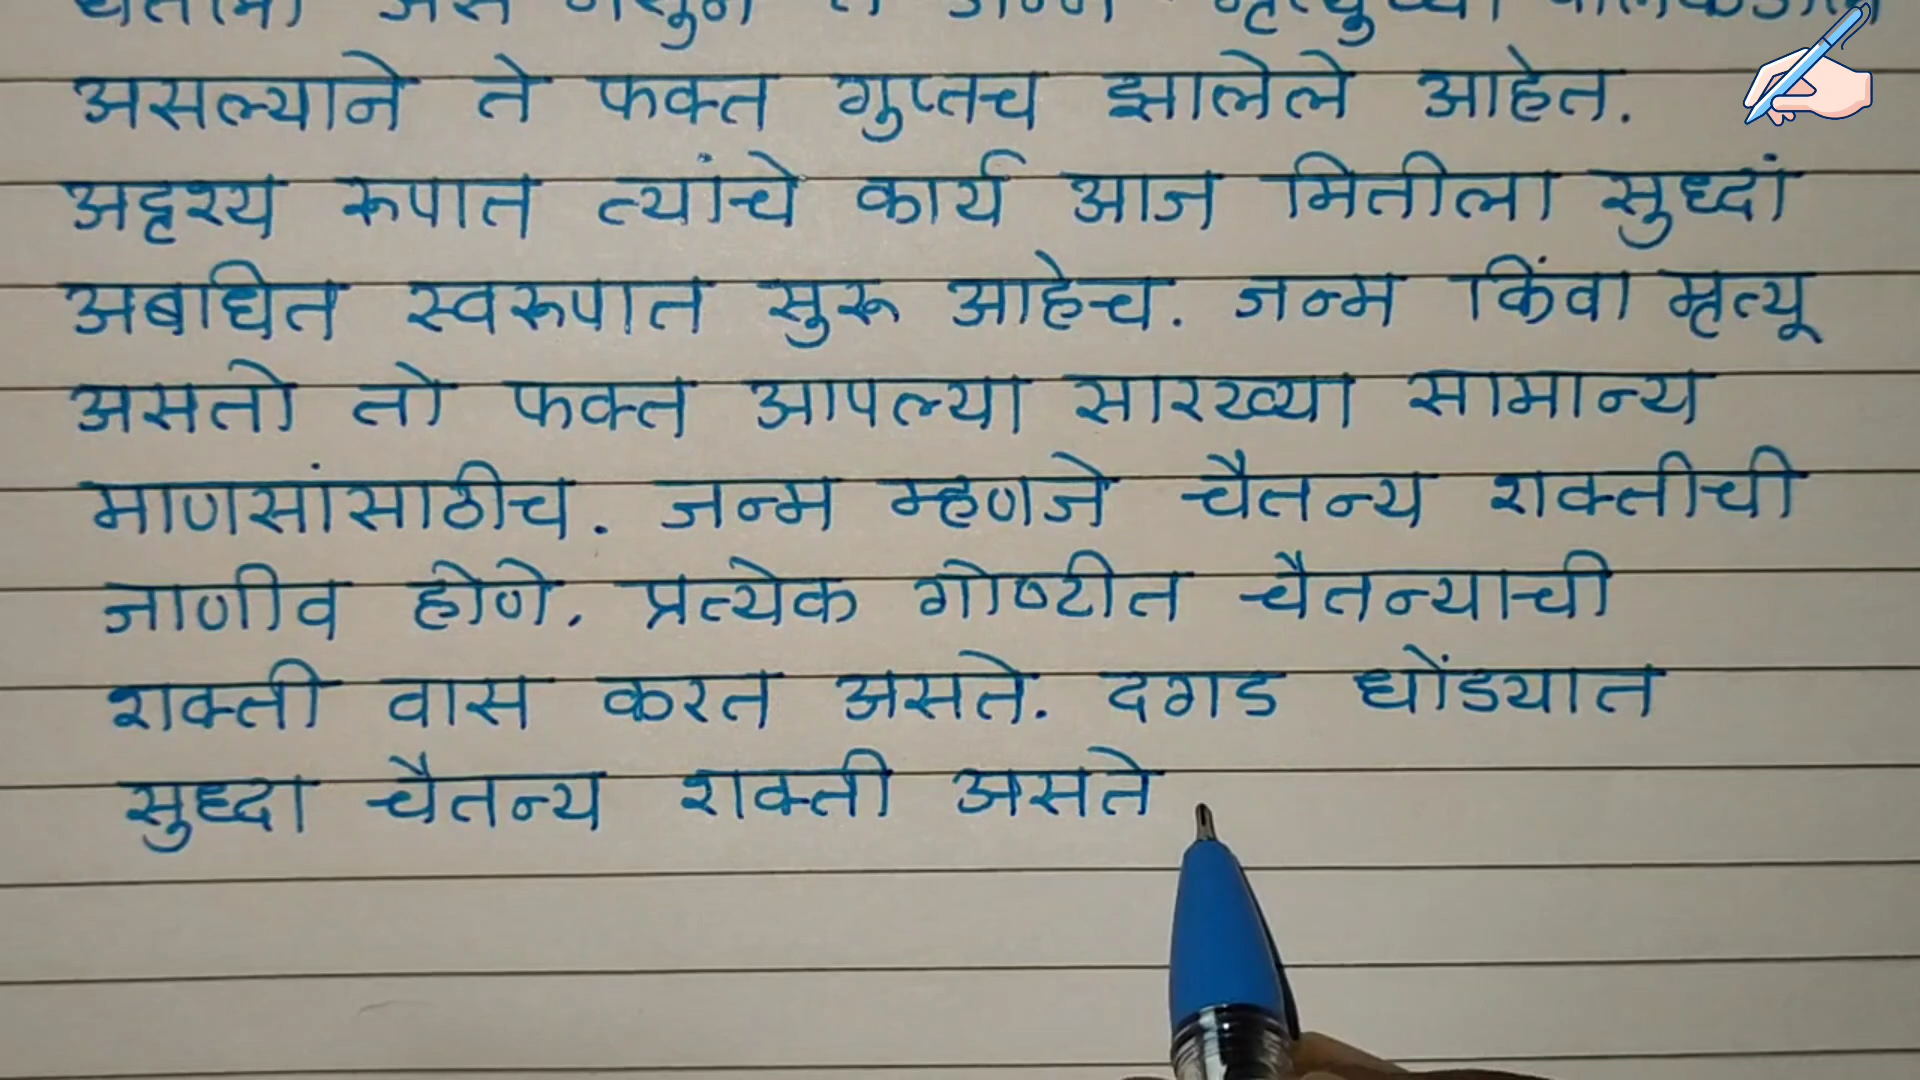 असल्याने ते फक्त गुप्तच झालेले आहेत.
अदृश्य रूपात त्यांचे कार्य आज मितीला सुध्दां
अबाधित स्वरूपात सुरू आहेच. जन्म किंवा मृत्यू
असतो तो फक्त आपल्या सारख्या सामान्य
माणसांसाठीच. जन्म म्हणजे चैतन्य शक्तीची
जाणीव होणे. प्रत्येक गोष्टीत चैतन्याची
शक्ती वास करत असते. दगड धोंड्यात
सुध्दा चैतन्य शक्ती असते